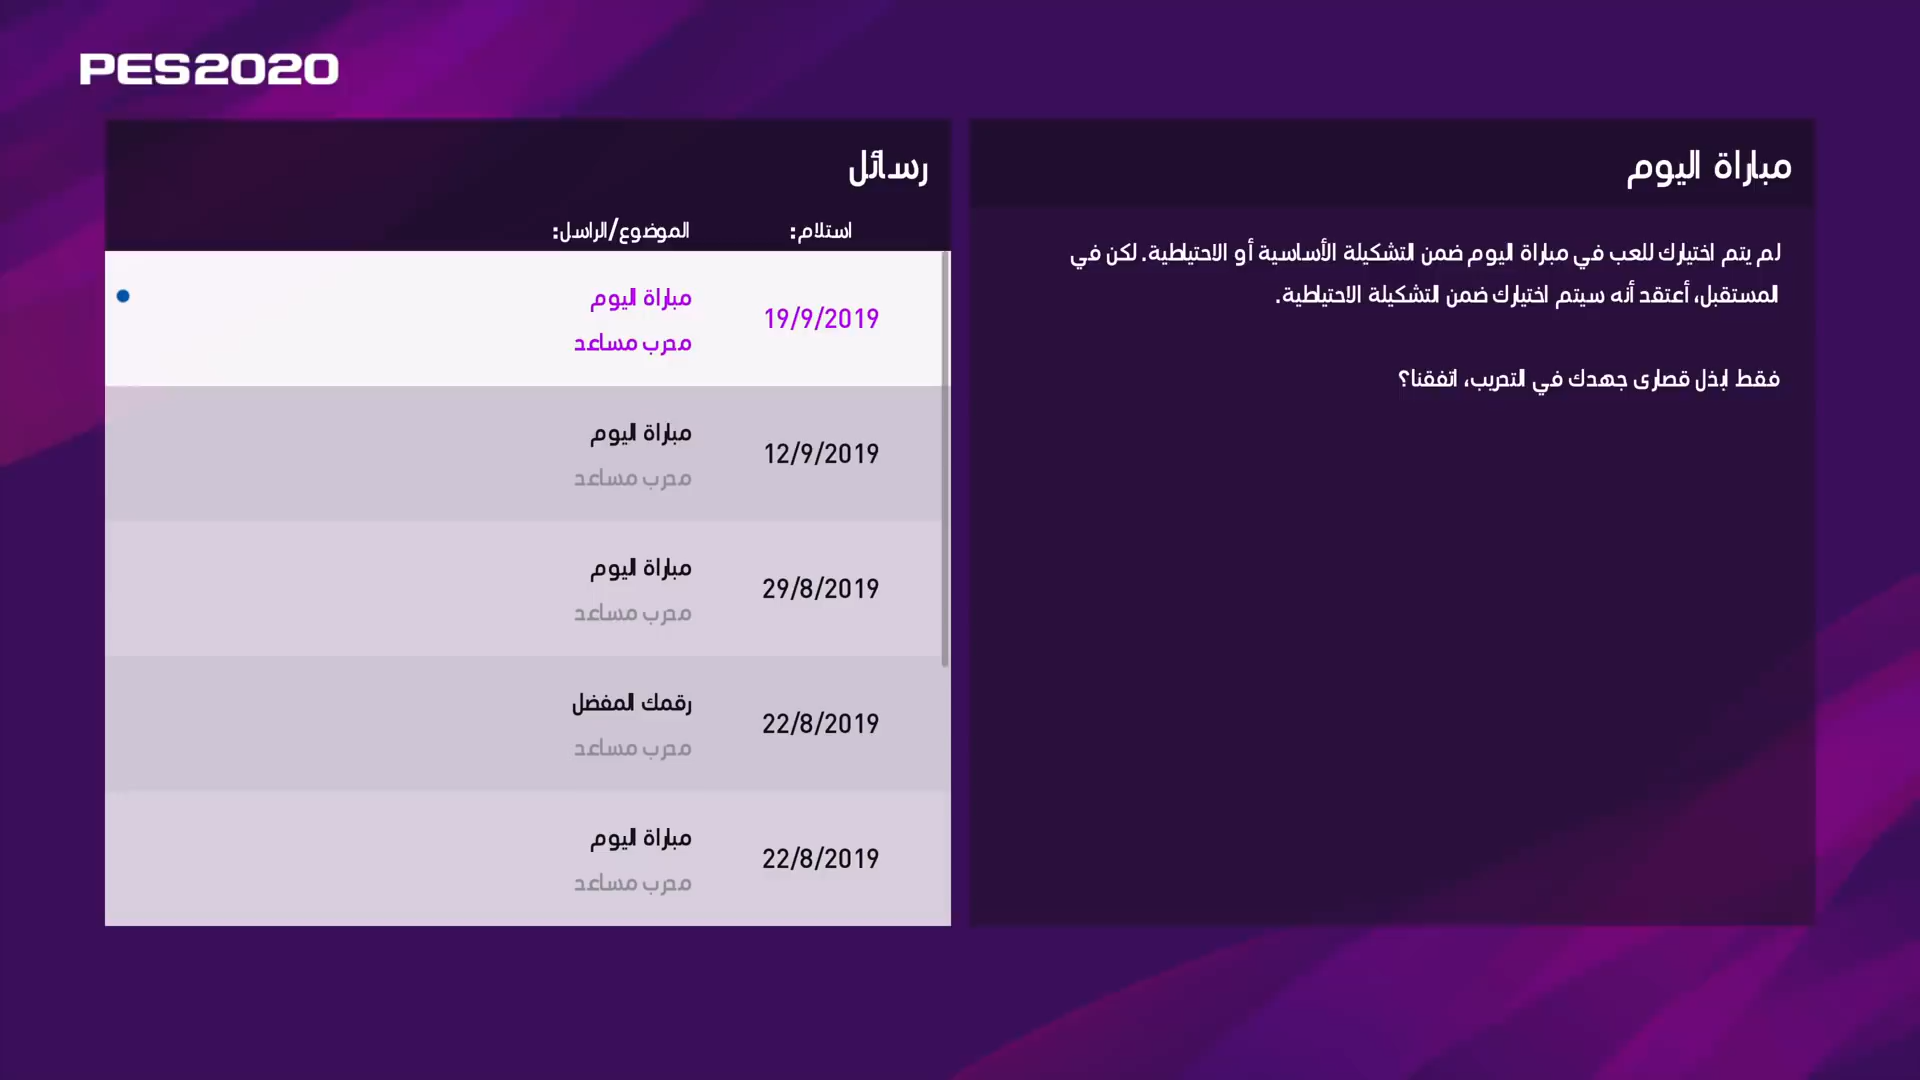 PES2020
رسائل
استلام: الموضوع/الراسل:
مباراة اليوم
19/9/2019
مدرب مساعد
مباراة اليوم
12/9/2019
مدرب مساعد
مباراة اليوم
29/8/2019
مدرب مساعد
رقمك المفضل
22/8/2019
مدرب مساعد
مباراة اليوم
22/8/2019
مدرب مساعد
مباراة اليوم
لم يتم اختيارك للعب في مباراة اليوم ضمن التشكيلة الأساسية أو الاحتياطية. لكن في
المستقبل، أعتقد أنه سيتم اختيارك ضمن التشكيلة الاحتياطية.
فقط ابذل قصارى جهدك في التدريب، اتفقنا؟